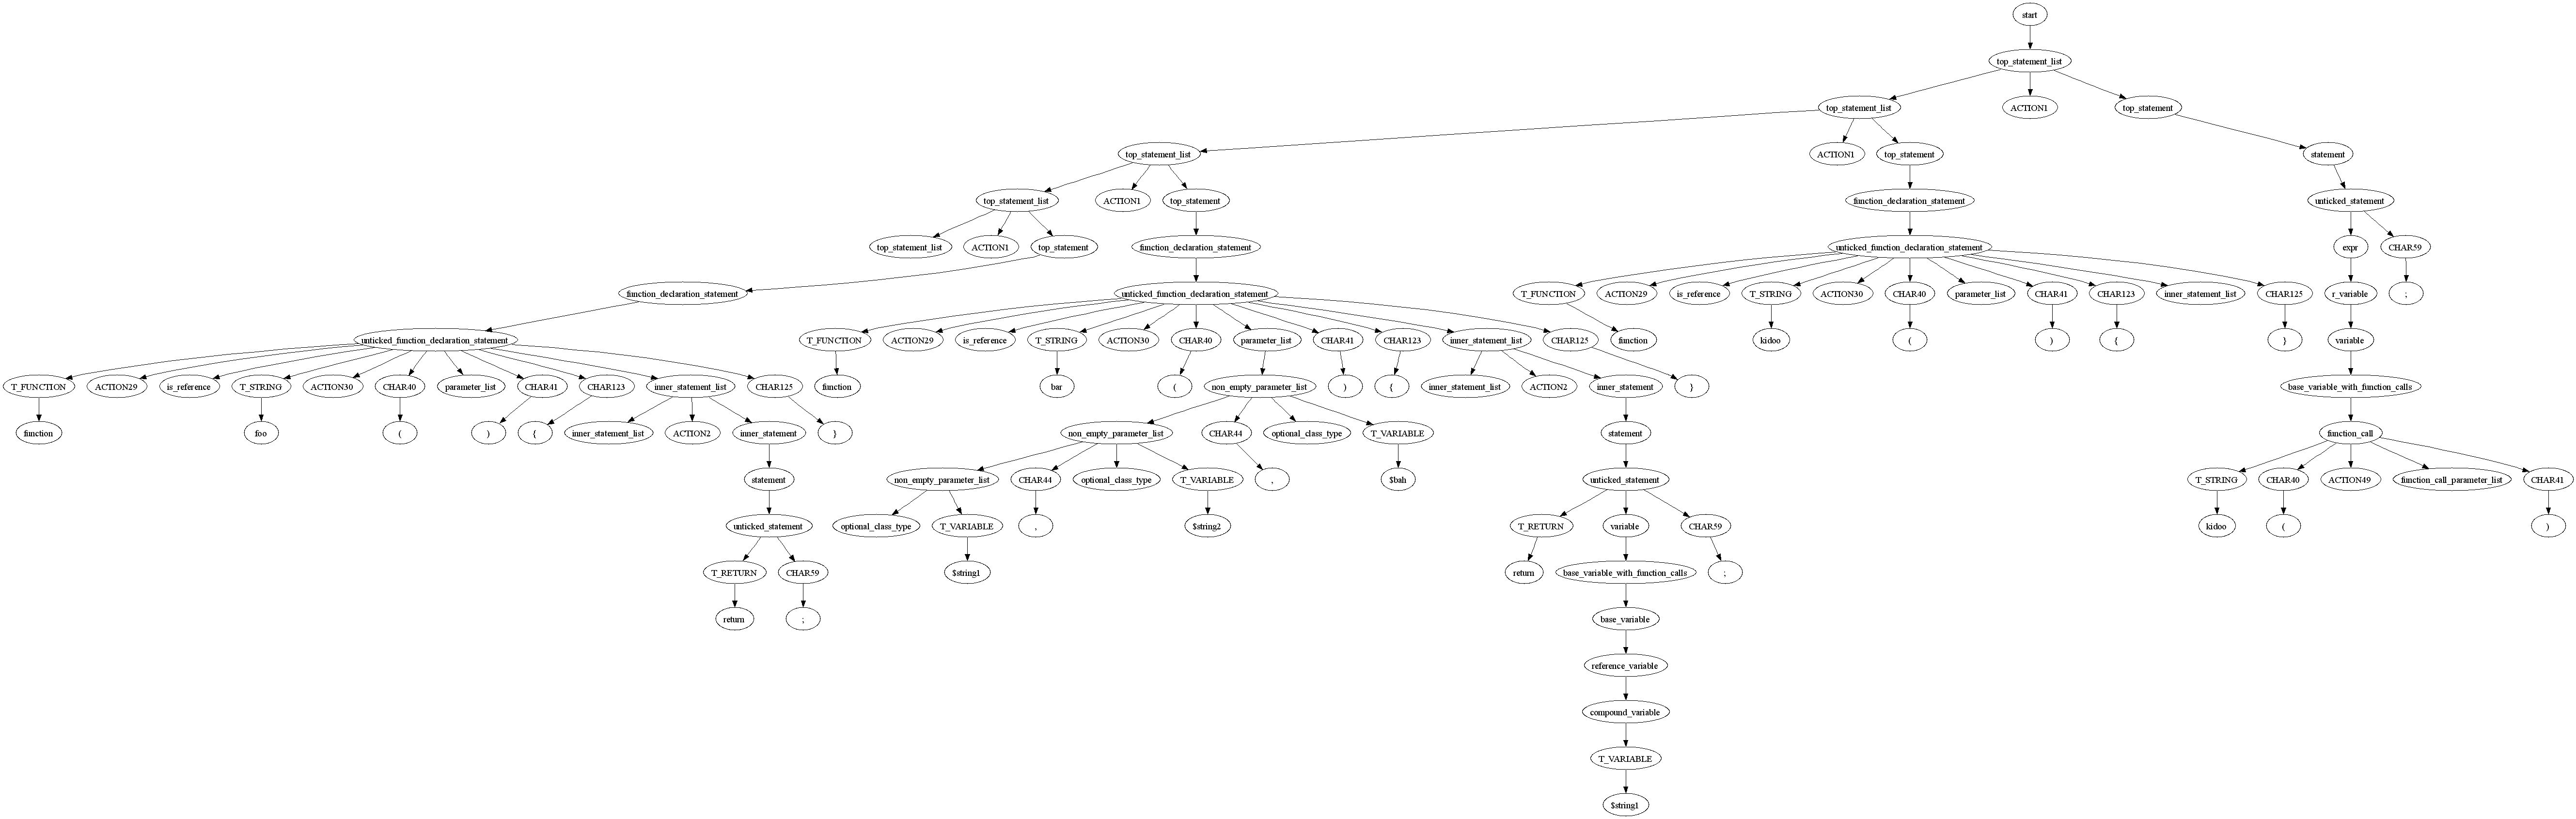 start
top_statement_list
top_statement_list ACTION1 top_statement
top_statement_list ACTION1 top_statement statement
top_statement_list ACTION1 top_statement function_declaration_statement unticked_statement
top_statement_list ACTION1 top_statement function_declaration_statement unticked_function_declaration_statement expr CHAR59
function_declaration_statement unticked_function_declaration_statement T_FUNCTION ACTION29 is_reference T_STRING ACTION30 CHAR40 parameter_list CHAR41 CHAR123 inner_statement_list CHAR125 r_variable ;
unticked_function_declaration_statement T_FUNCTION ACTION29 is_reference T_STRING ACTION30 CHAR40 parameter_list CHAR41 CHAR123 inner_statement_list CHAR125 function kidoo ( ) { } variable
T_FUNCTION ACTION29 is_reference T_STRING ACTION30 CHAR40 parameter_list CHAR41 CHAR123 inner_statement_list CHAR125 function bar ( non_empty_parameter_list ) { inner_statement_list ACTION2 inner_statement } base_variable_with_function_calls
function foo ( ) { inner_statement_list ACTION2 inner_statement } non_empty_parameter_list CHAR44 optional_class_type T_VARIABLE statement function_call
statement non_empty_parameter_list CHAR44 optional_class_type T_VARIABLE , $bah unticked_statement T_STRING CHAR40 ACTION49 function_call_parameter_list CHAR41
unticked_statement optional_class_type T_VARIABLE , $string2 T_RETURN variable CHAR59 kidoo ( )
T_RETURN CHAR59 $string1 return base_variable_with_function_calls ;
return ; base_variable
reference_variable
compound_variable
T_VARIABLE
$string1